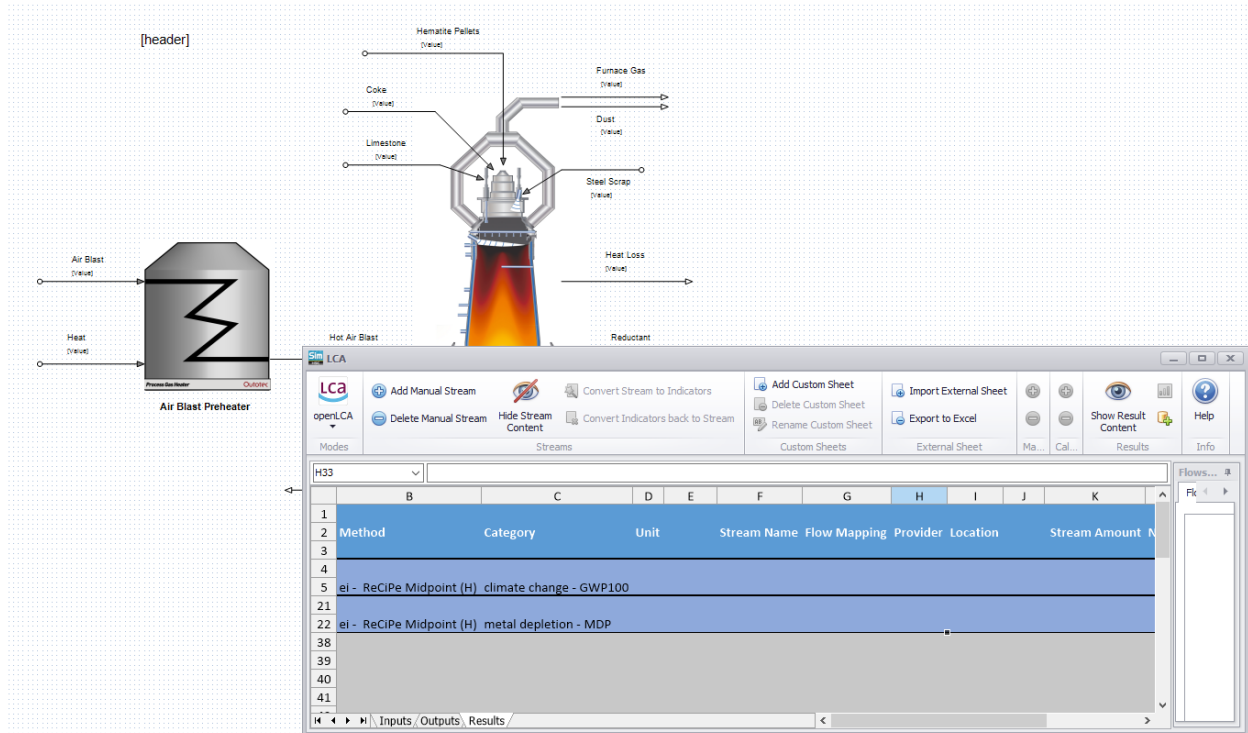 [header]
Hematite Pellets
[Value]
Furnace Gas
[Value]
Coke
[Value]
Dust
[Value]
Limestone
[Value]
Steel Scrap
[Value]
Air Blast
[Value]
Heat Loss
[Value]
Heat
[Value]
Hot Air Blast
Reductant
Process Gas Heater
Outotec
Air Blast Preheater
Sim
LCA
Lca
openLCA
Modes
Add Manual Stream
Delete Manual Stream
Hide Stream
Content
Convert Stream to Indicators
Convert Indicators back to Stream
Streams
Add Custom Sheet
Delete Custom Sheet
Rename Custom Sheet
Custom Sheets
Import External Sheet
Export to Excel
External Sheet
Ma...
Cal...
Show Result
Content
Results
Help
Info
H33
Flows...
B C D E F G H I J K
1
2 Method Category Unit Stream Name Flow Mapping Provider Location Stream Amount N
3
4
5 ei - ReCiPe Midpoint (H) climate change - GWP100
21
22 ei - ReCiPe Midpoint (H) metal depletion - MDP
38
39
40
41
Inputs Outputs Results